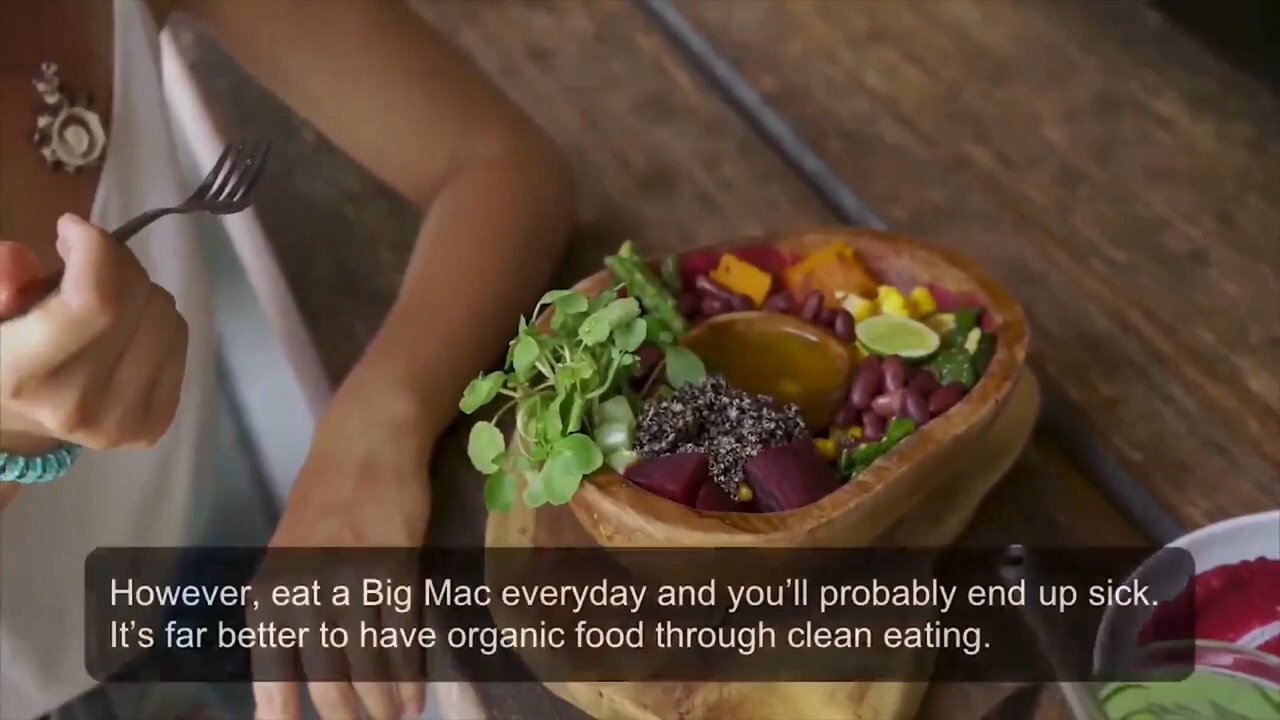 However, eat a Big Mac everyday and you’ll probably end up sick.
It’s far better to have organic food through clean eating.